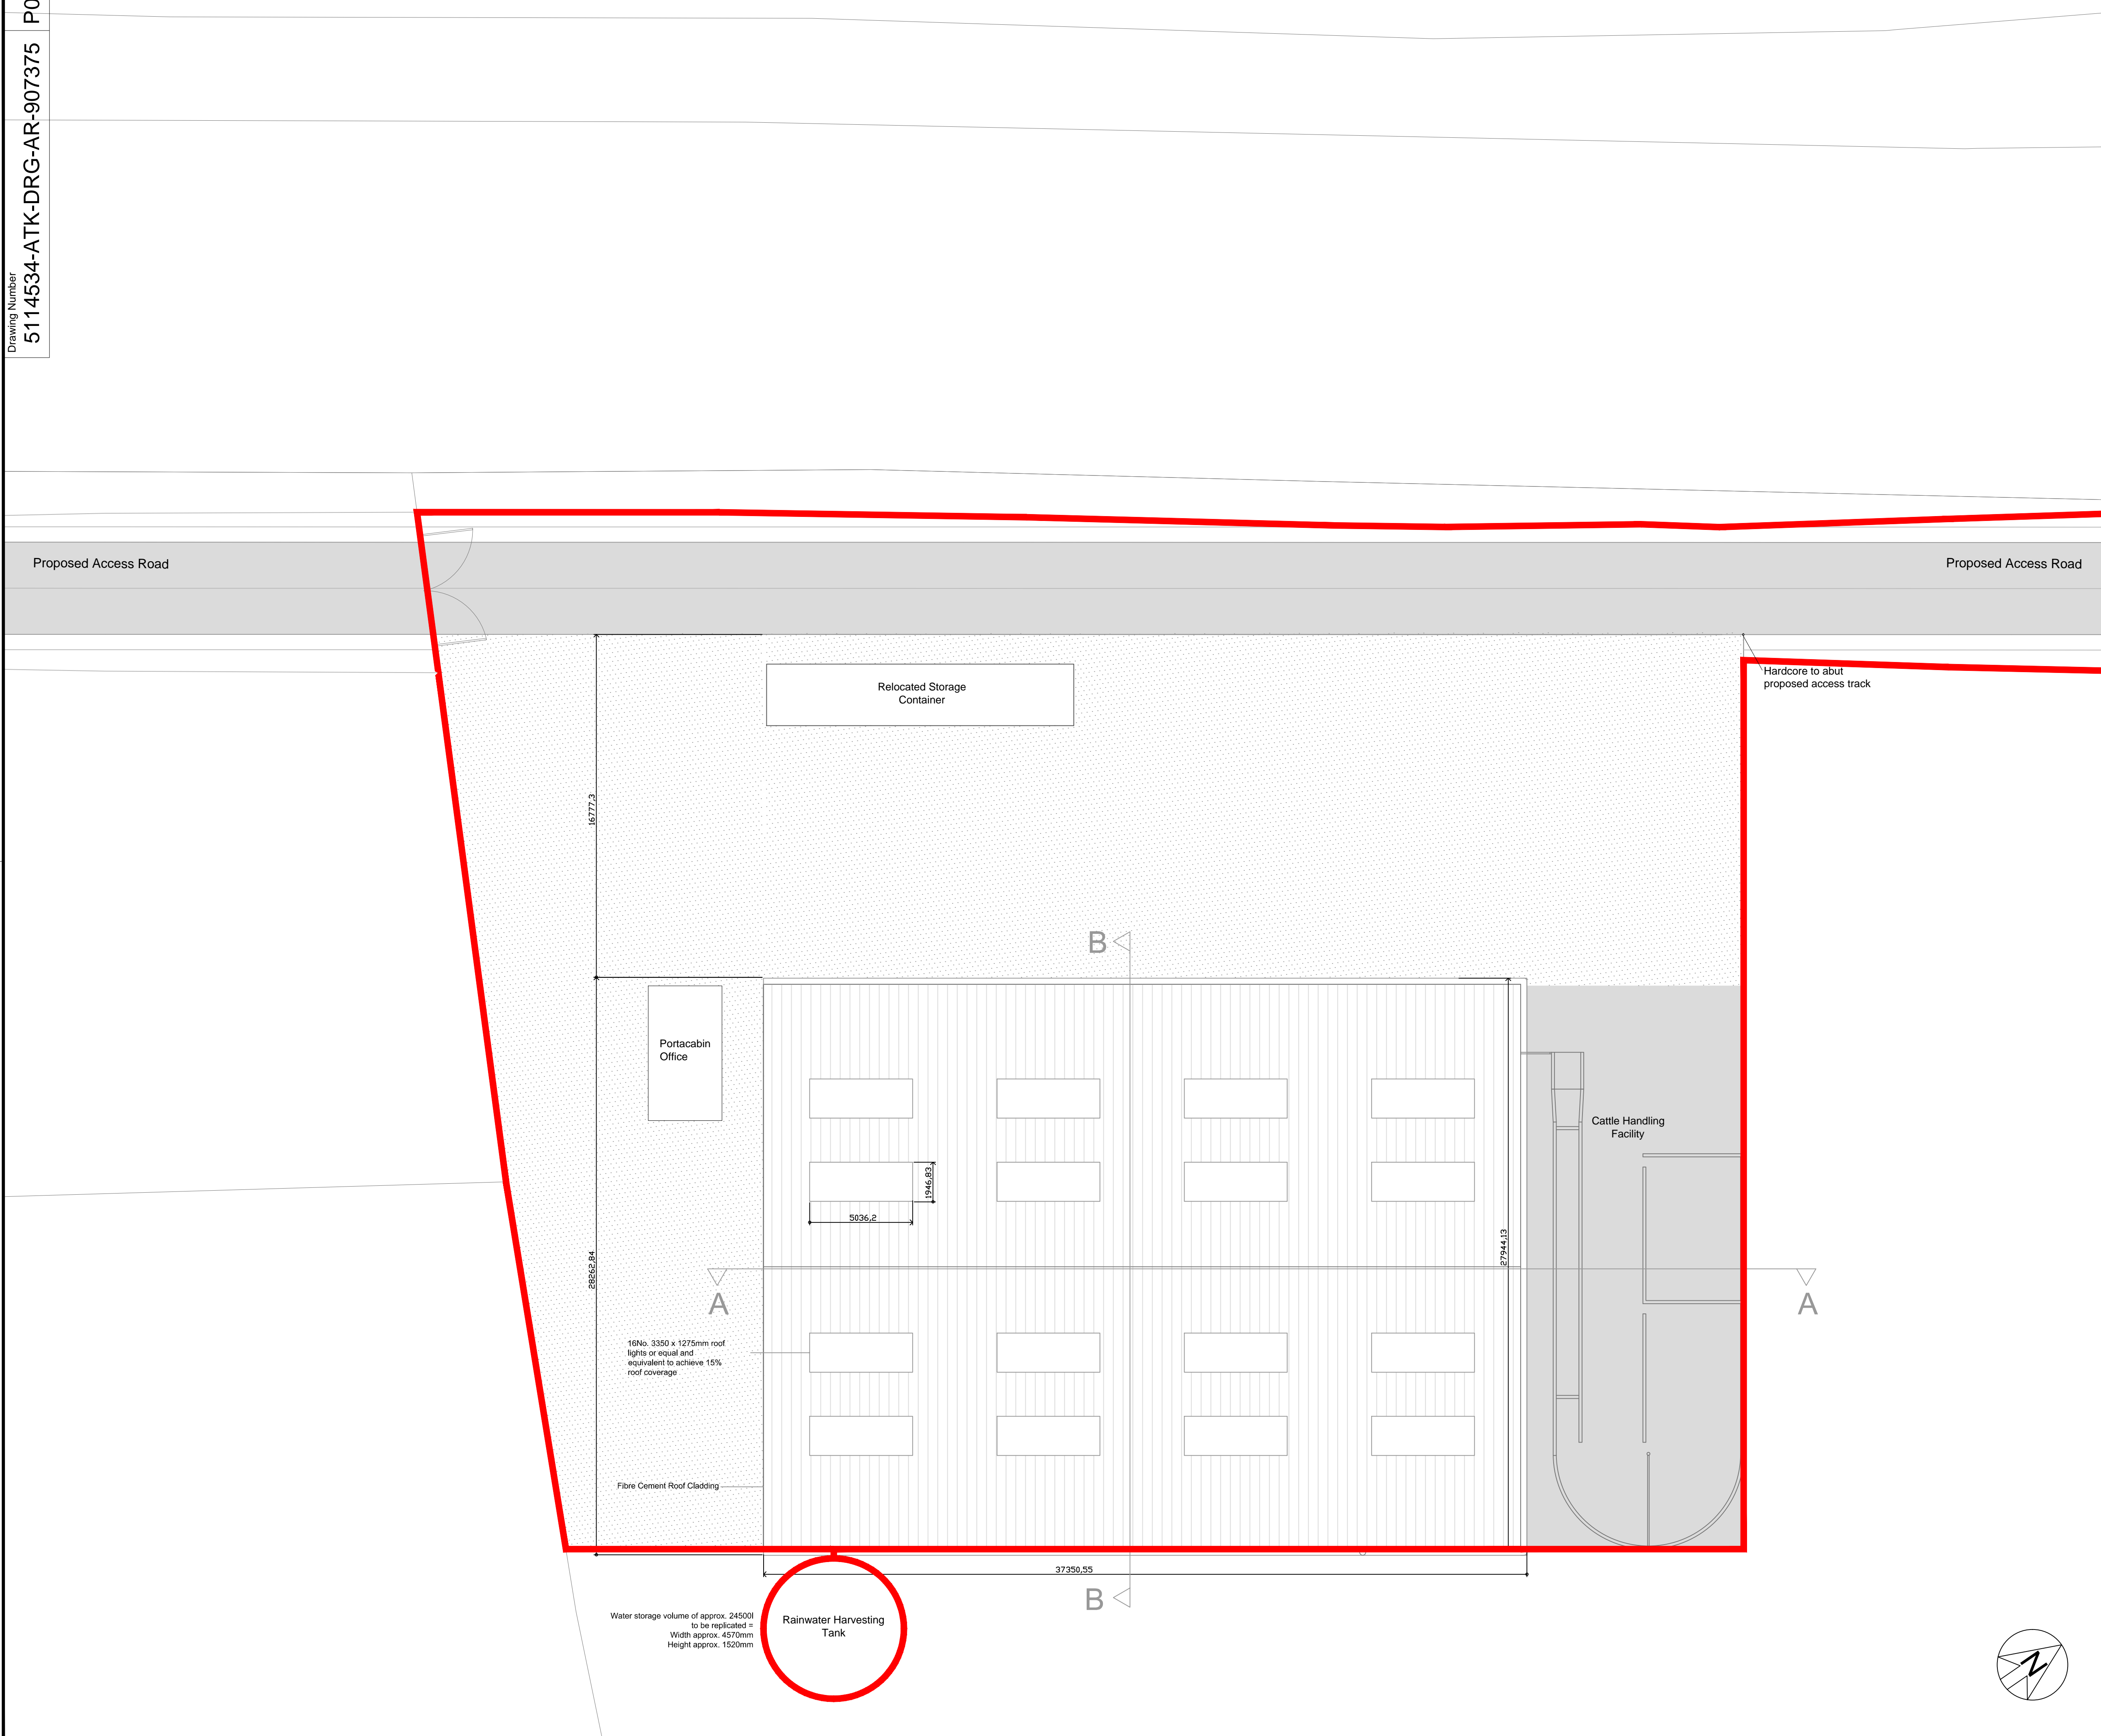 Drawing Number
5114534-ATK-DRG-AR-907375
Proposed Access Road
Proposed Access Road
Relocated Storage
Container
Hardcore to abut
proposed access track
16777,3
B
Portacabin
Office
Cattle Handling
Facility
1946,83
5036,2
28262,84
27944,13
A
A
16No. 3350 x 1275mm roof
lights or equal and
equivalent to achieve 15%
roof coverage
Fibre Cement Roof Cladding
37350,55
B
Water storage volume of approx. 24500l
to be replicated =
Width approx. 4570mm
Height approx. 1520mm
Rainwater Harvesting
Tank
N